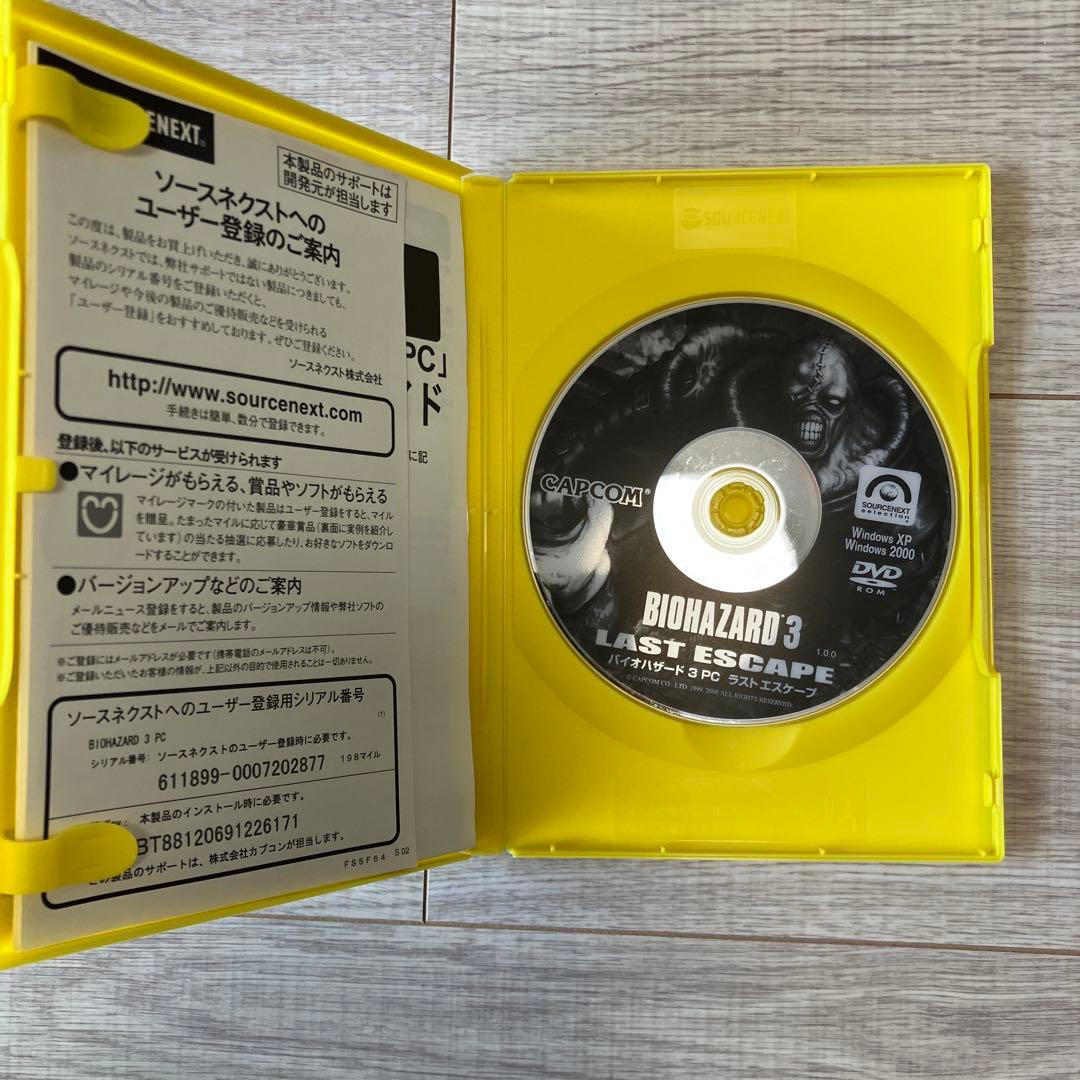 ENEXT
本製品のサポートは
開発元が担当します
ソースネクストへの
ユーザー登録のご案内
この度は、製品をお買上げいただき、誠にありがとうございます。
ソースネクストでは、弊社サポートではない製品につきましても、
製品のシリアル番号をご登録いただくと、
マイレージや今後の製品のご優待販売などを受けられる
「ユーザー登録」をおすすめしております。ぜひご登録ください。
ソースネクスト株式会社
http://www.sourcenext.com
手続きは簡単、数分で登録できます。
登録後、以下のサービスが受けられます
●マイレージがもらえる、賞品やソフトがもらえる
マイレージマークの付いた製品はユーザー登録をすると、マイル
を贈呈。たまったマイルに応じて豪華賞品(裏面に実例を紹介し
ています)の当たる抽選に応募したり、お好きなソフトをダウンロ
ードすることができます。
●バージョンアップなどのご案内
メールニュース登録をすると、製品のバージョンアップ情報や弊社ソフトの
ご優待販売などをメールでご案内します。
※ご登録にはメールアドレスが必要です(携帯電話のメールアドレスは不可)。
※ご登録いただいたお客様の情報が、上記以外の目的で使用されることは一切ありません。
ソースネクストへのユーザー登録用シリアル番号
(T)
BIOHAZARD 3 PC
シリアル番号: ソースネクストのユーザー登録時に必要です。
611899-0007202877 198マイル
Key: 本製品のインストール時に必要です。
BT88120691226171
この製品のサポートは、株式会社カプコンが担当します。
FS5F64 S02
PC」
イド
に記
SOURCENEXT
CAPCOM®
SOURCENEXT
selection
Windows XP
Windows 2000
DVD
ROM
BIOHAZARD 3
LAST ESCAPE
1.0.0
バイオハザード 3 PC ラスト エスケープ
© CAPCOM CO., LTD. 1999, 2006 ALL RIGHTS RESERVED.